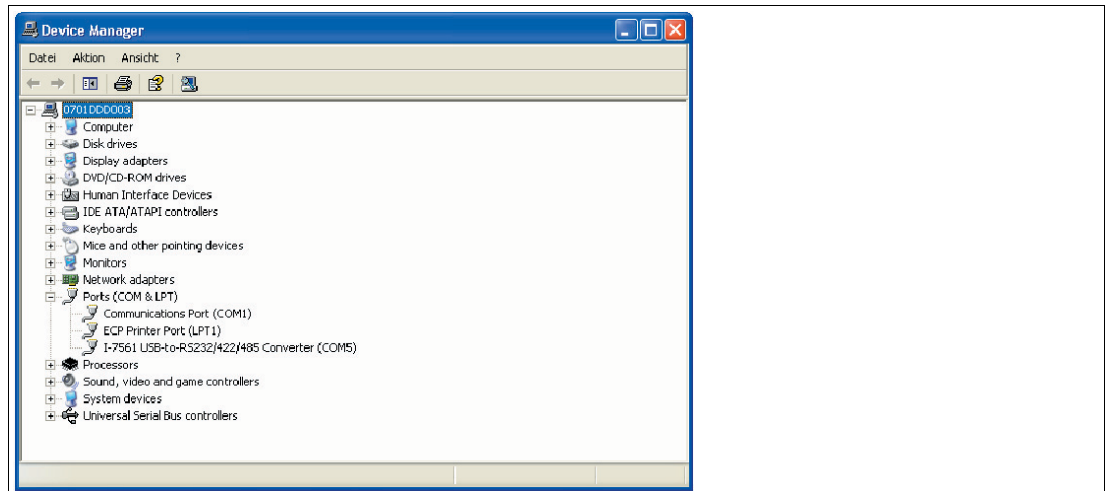 Device Manager
Datei Aktion Ansicht ?
0701DDD003
Computer
Disk drives
Display adapters
DVD/CD-ROM drives
Human Interface Devices
IDE ATA/ATAPI controllers
Keyboards
Mice and other pointing devices
Monitors
Network adapters
Ports (COM & LPT)
Communications Port (COM1)
ECP Printer Port (LPT1)
I-7561 USB-to-RS232/422/485 Converter (COM5)
Processors
Sound, video and game controllers
System devices
Universal Serial Bus controllers